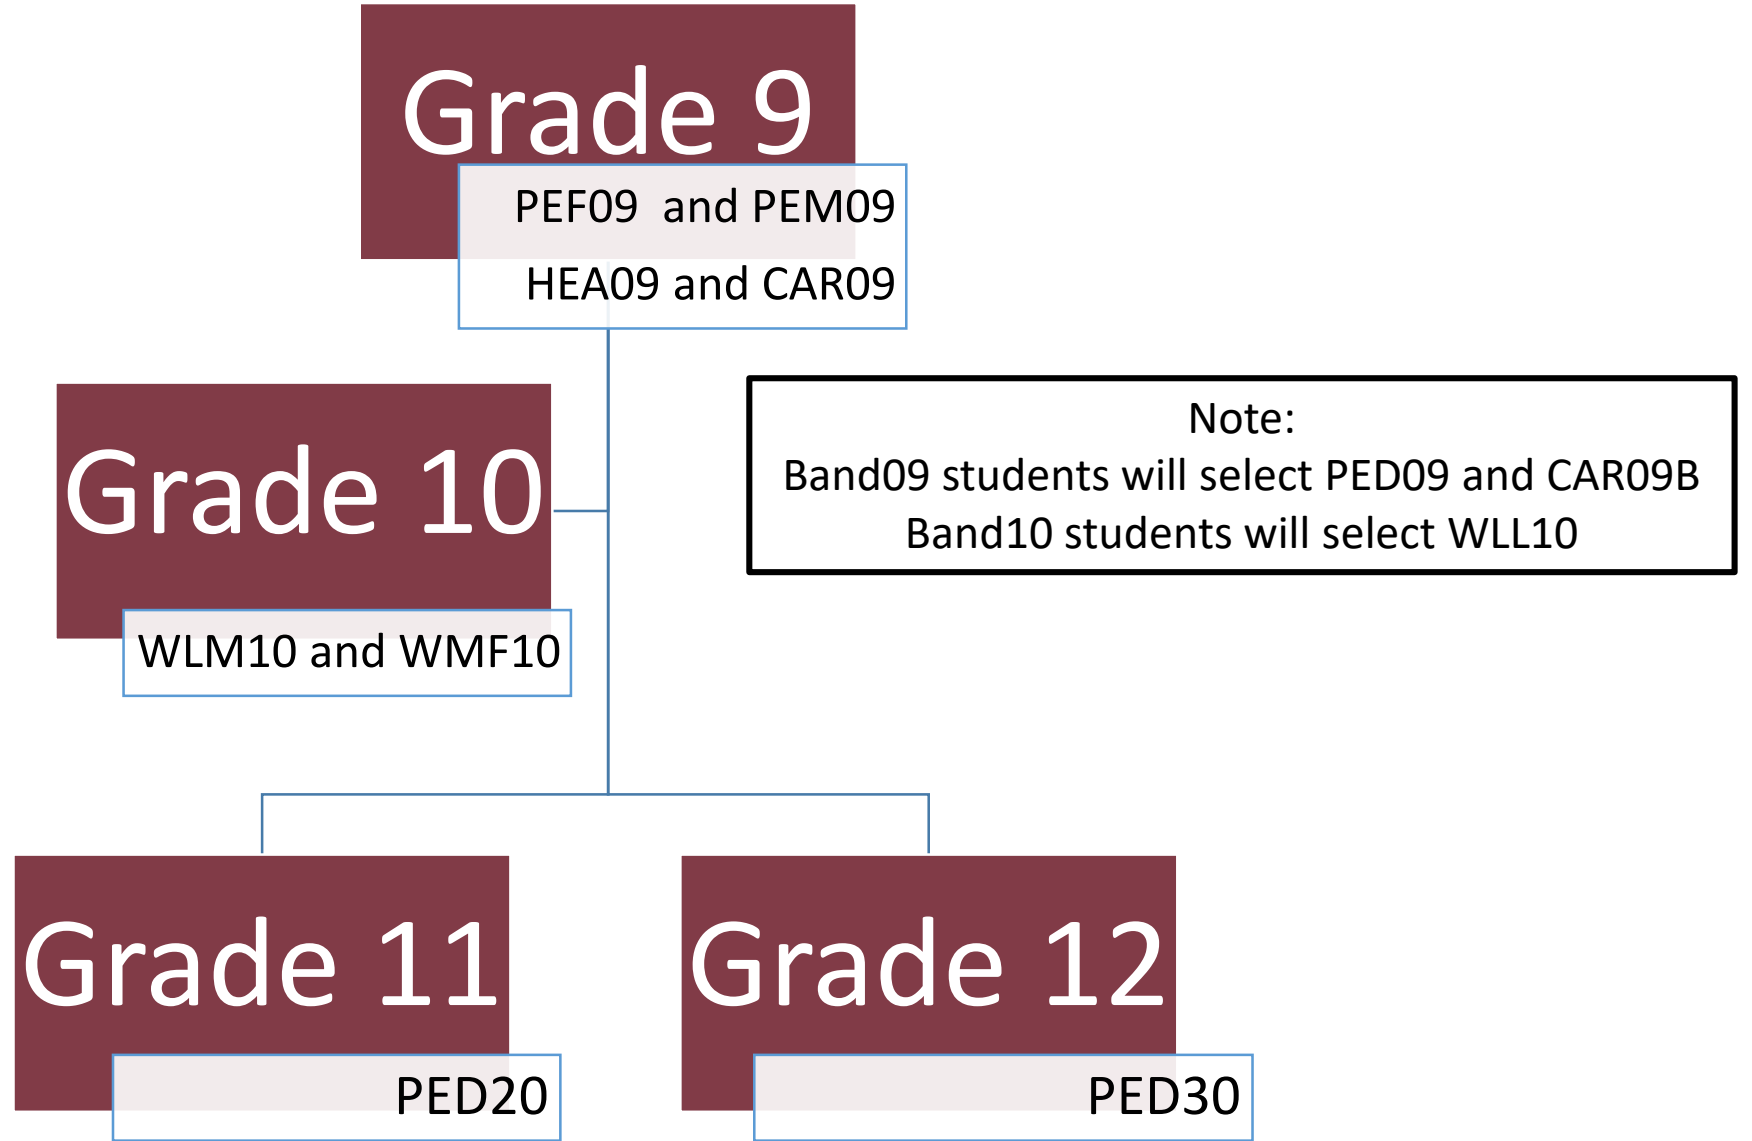 Grade 9
PEF09 and PEM09
HEA09 and CAR09
Grade 10
WLM10 and WMF10
Note:
Band09 students will select PED09 and CAR09B
Band10 students will select WLL10
Grade 11
PED20
Grade 12
PED30